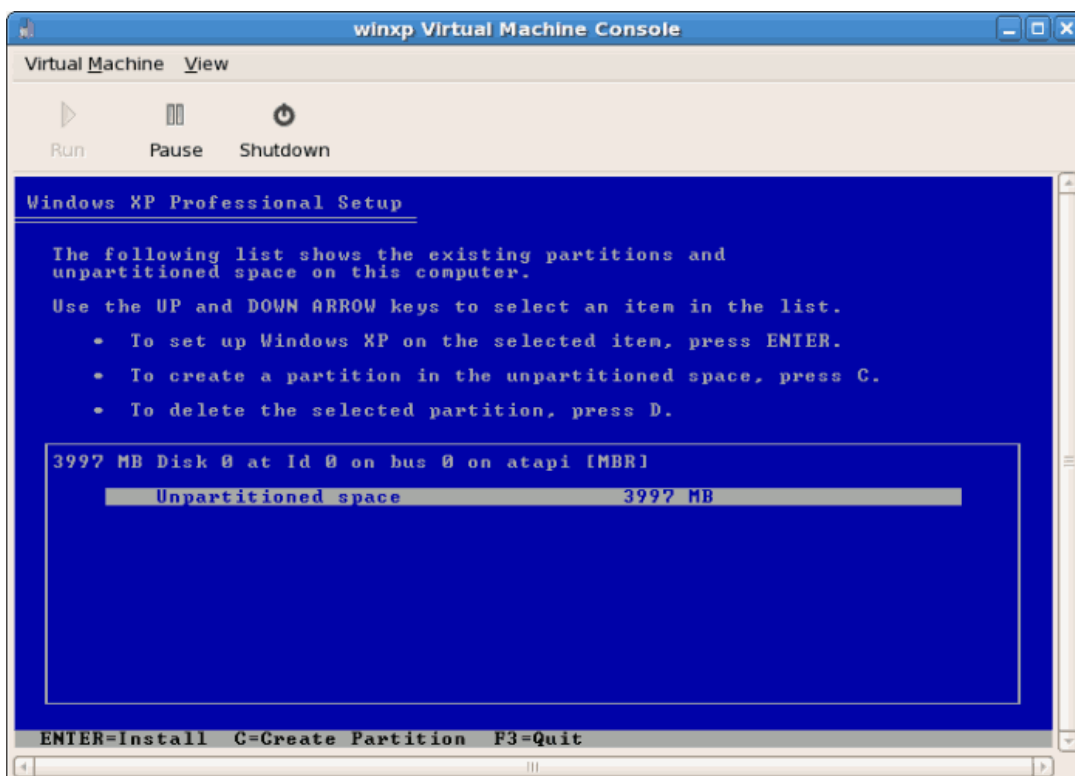 winxp Virtual Machine Console
Virtual Machine View
Run Pause Shutdown
Windows XP Professional Setup
The following list shows the existing partitions and
unpartitioned space on this computer.
Use the UP and DOWN ARROW keys to select an item in the list.
• To set up Windows XP on the selected item, press ENTER.
• To create a partition in the unpartitioned space, press C.
• To delete the selected partition, press D.
3997 MB Disk 0 at Id 0 on bus 0 on atapi [MBR]
Unpartitioned space 3997 MB
ENTER=Install C=Create Partition F3=Quit